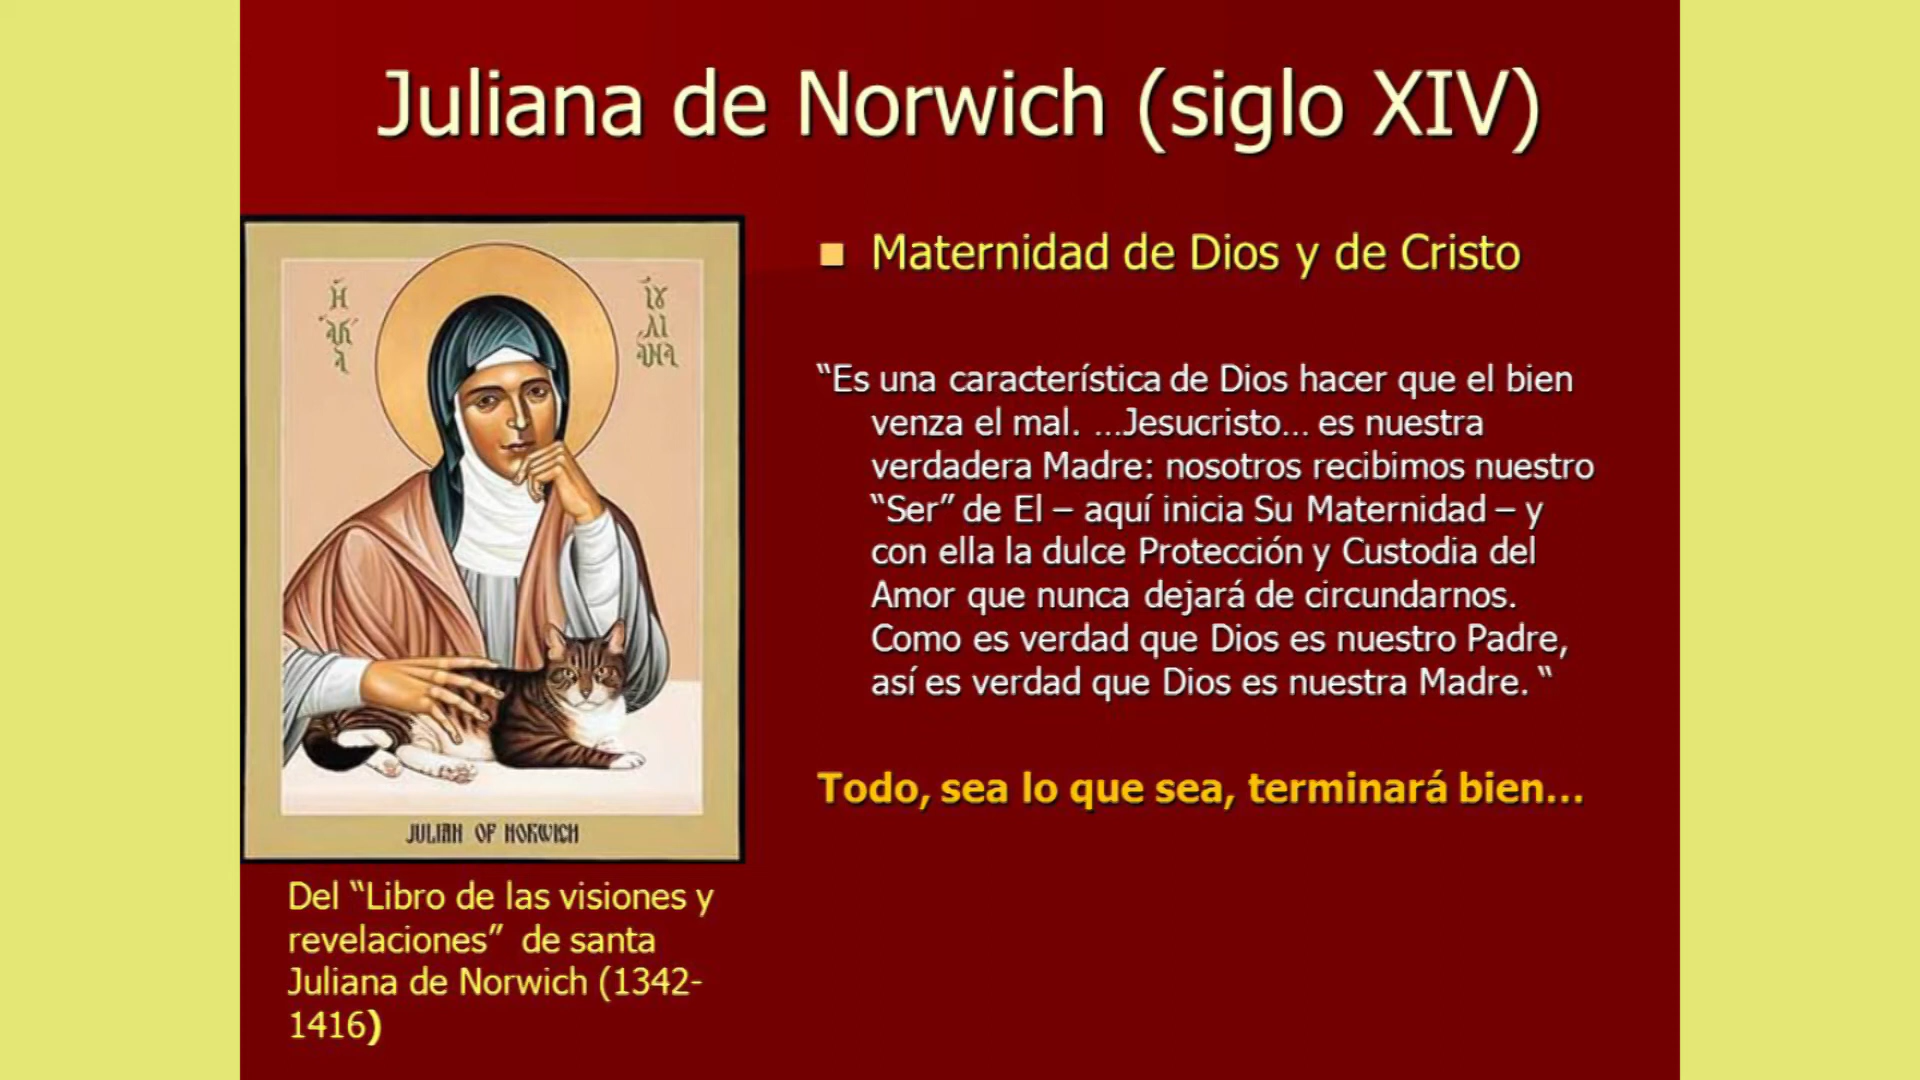 Juliana de Norwich (siglo XIV)
Maternidad de Dios y de Cristo
“Es una característica de Dios hacer que el bien
venza el mal. ...Jesucristo... es nuestra
verdadera Madre: nosotros recibimos nuestro
“Ser” de El – aquí inicia Su Maternidad – y
con ella la dulce Protección y Custodia del
Amor que nunca dejará de circundarnos.
Como es verdad que Dios es nuestro Padre,
así es verdad que Dios es nuestra Madre. “
Todo, sea lo que sea, terminará bien...
JULIAN OF NORWICH
Del “Libro de las visiones y
revelaciones” de santa
Juliana de Norwich (1342-
1416)